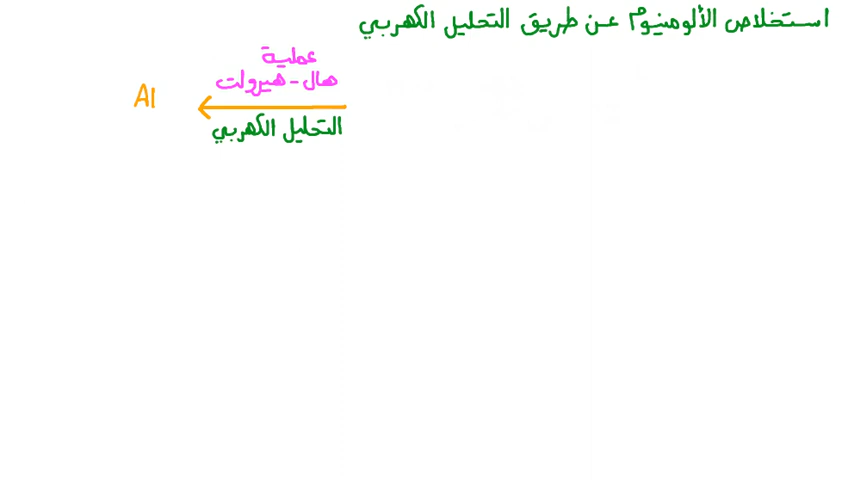 استخلاص الألومنيوم عن طريق التحليل الكهربي
عملية
هال - هيرولت
Al
التحليل الكهربي